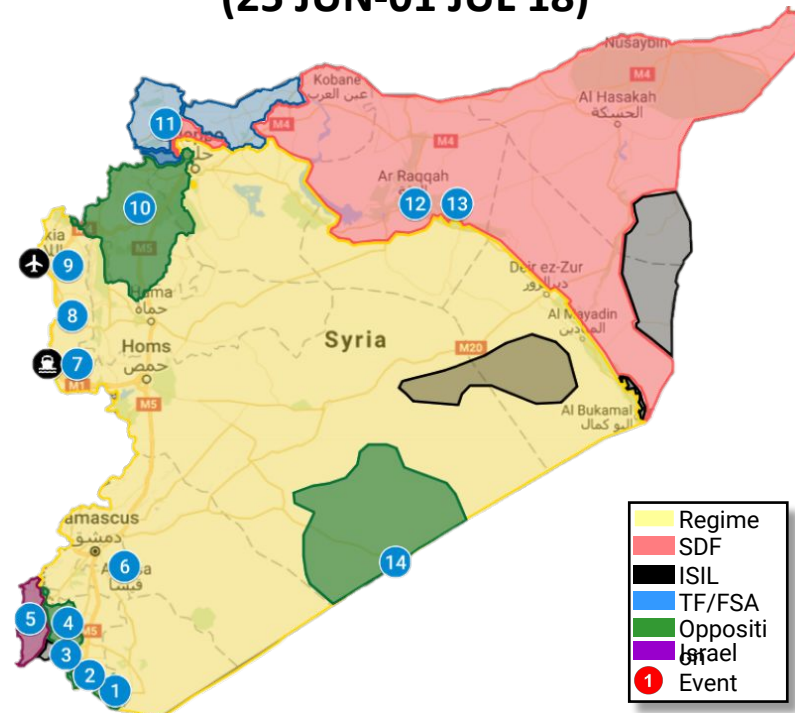 (25 JUN-01 JUL 18)
Nusaybin
M4
Kobane
عين العرب
Al Hasakah
الحسكة
11
M4
M4
Ar Raqqah
10
12
13
M5
9
Deir ez-Zur
دير الزور
8
حماة
Al Mayadin
الميادين
Syria
M20
Homs
حمص
7
M1
M5
Al Bukamal
البو كمال
amascus
دمشق
6
14
5
4
M5
3
2
1
Regime
SDF
ISIL
TF/FSA
Oppositi
on
Israel
1
Event